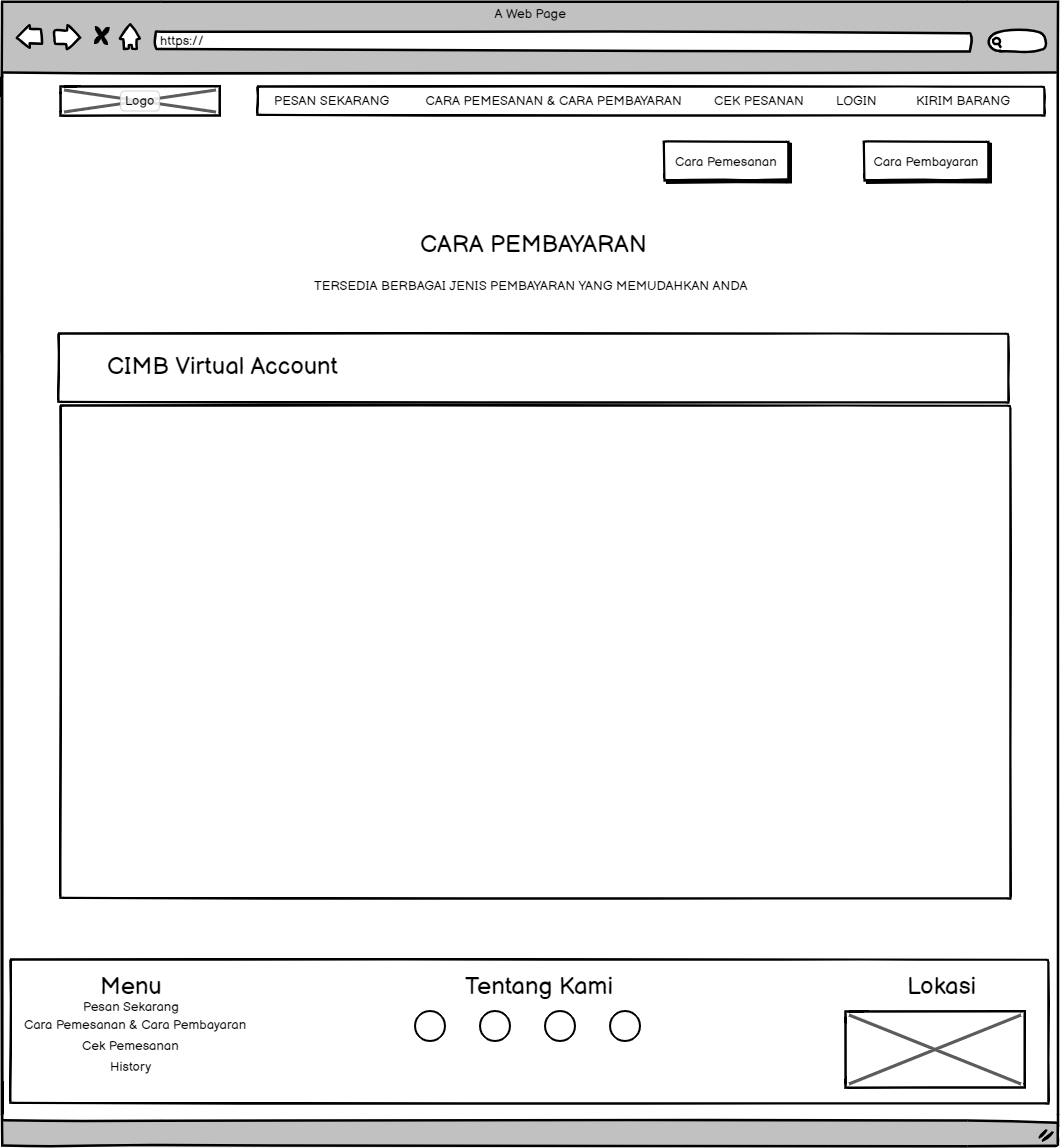 A Web Page
https://
Logo
PESAN SEKARANG CARA PEMESANAN & CARA PEMBAYARAN CEK PESANAN LOGIN KIRIM BARANG
Cara Pemesanan Cara Pembayaran
CARA PEMBAYARAN
TERSEDIA BERBAGAI JENIS PEMBAYARAN YANG MEMUDAHKAN ANDA
CIMB Virtual Account
Menu
Pesan Sekarang
Cara Pemesanan & Cara Pembayaran
Cek Pemesanan
History
Tentang Kami
Lokasi